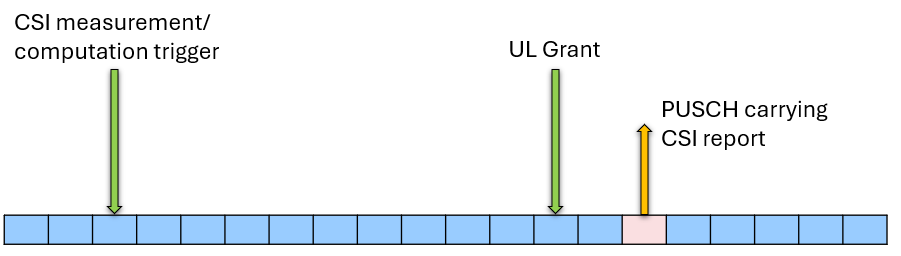 CSI measurement/
computation trigger
UL Grant
PUSCH carrying
CSI report